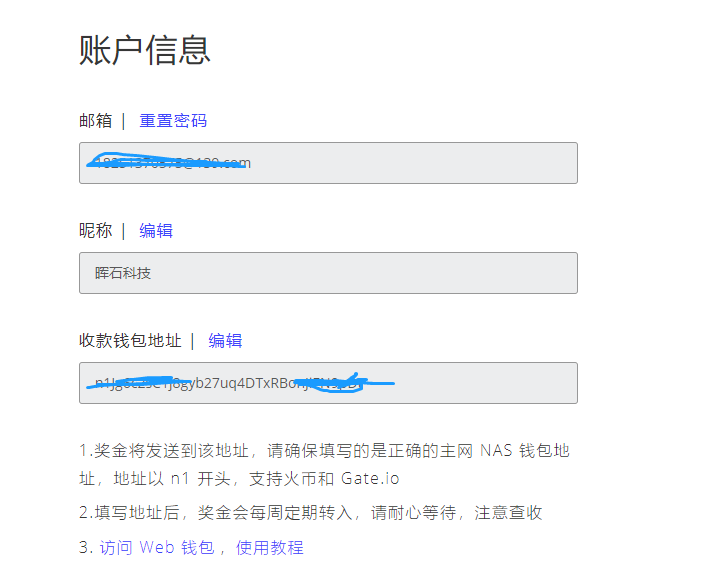 账户信息
邮箱 | 重置密码
昵称 | 编辑
晖石科技
收款钱包地址 | 编辑
1.奖金将发送到该地址，请确保填写的是正确的主网 NAS 钱包地
址，地址以 n1 开头，支持火币和 Gate.io
2.填写地址后，奖金会每周定期转入，请耐心等待，注意查收
3. 访问 Web 钱包 ，使用教程